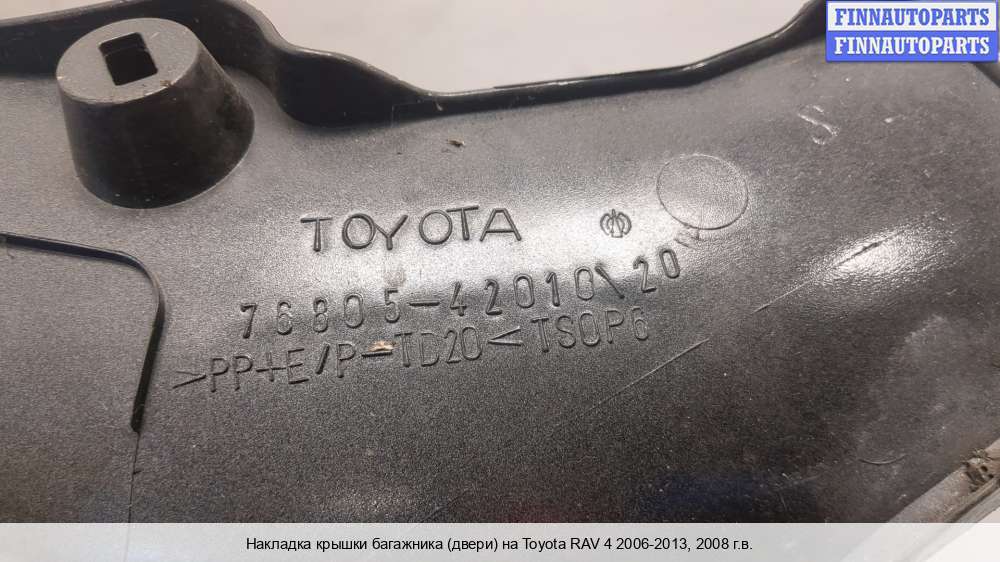 FINNAUTOPARTS
FINNAUTOPARTS
TOYOTA
76805-42010\20
>PP+E/P-TD20< TSOP6
Накладка крышки багажника (двери) на Toyota RAV 4 2006-2013, 2008 г.в.